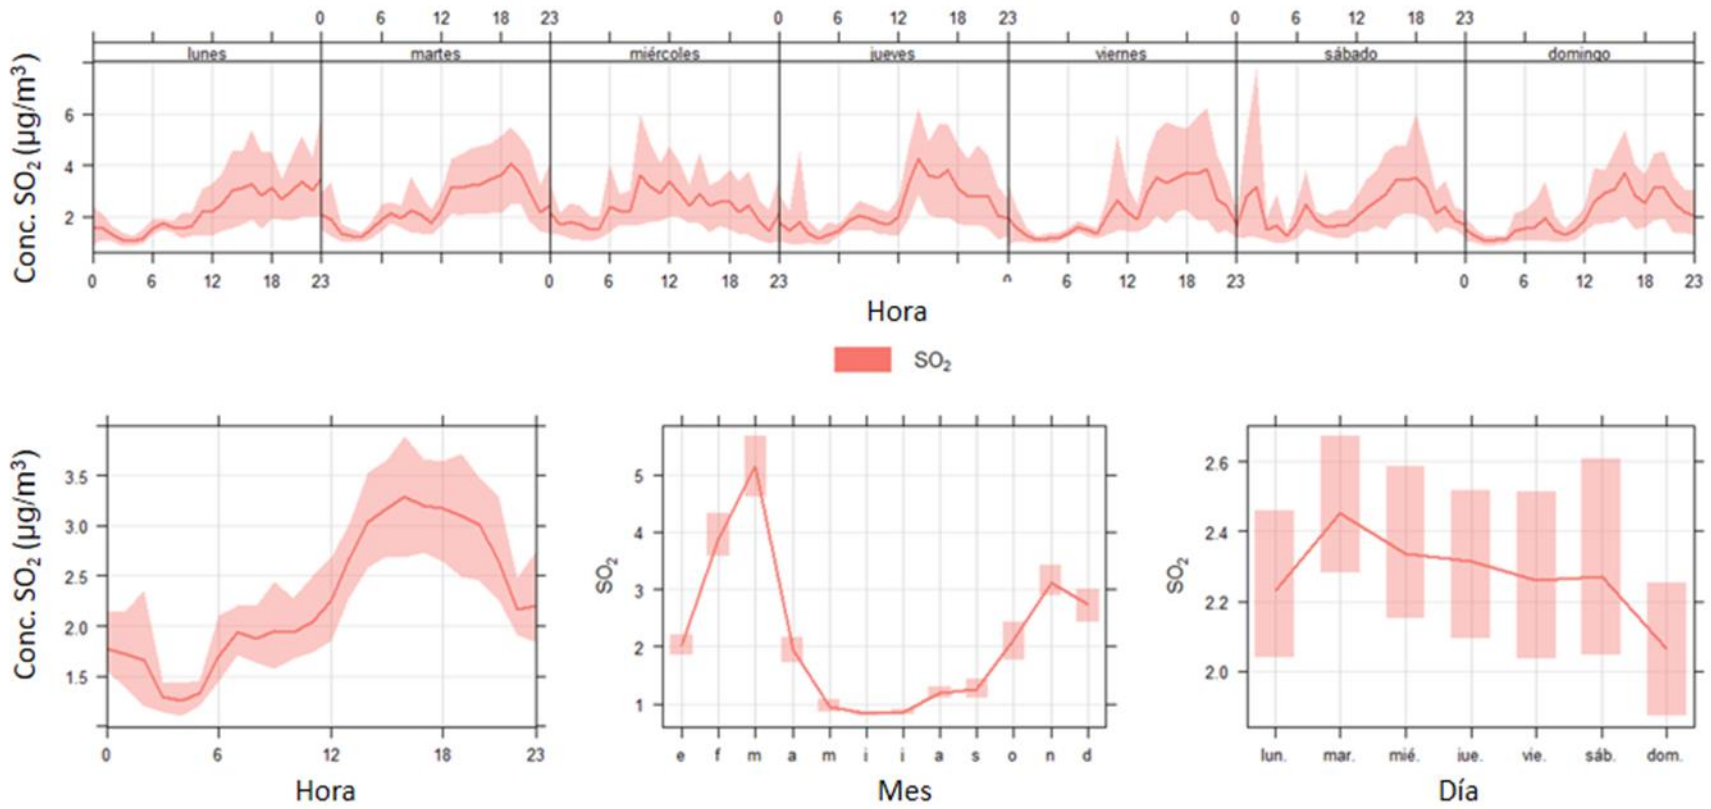 0 6 12 18 23 0 6 12 18 23 0 6 12 18 23
lunes martes miércoles jueves viernes sábado domingo
Conc. SO₂ (µg/m³)
6
4
2
0 6 12 18 23 0 6 12 18 23 6 12 18 23 0 6 12 18 23
Hora
SO₂
Conc. SO₂ (µg/m³)
3.5
3.0
2.5
2.0
1.5
0 6 12 18 23
Hora
SO₂
5
4
3
2
1
e f m a m j j a s o n d
Mes
SO₂
2.6
2.4
2.2
2.0
lun. mar. mié. jue. vie. sáb. dom.
Día